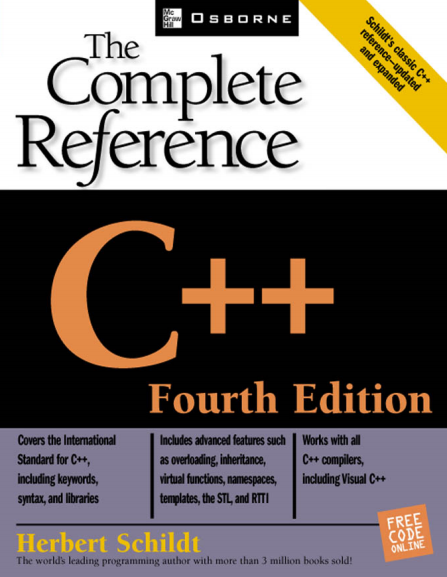 Mc
Graw
Hill
OSBORNE
Schildt's classic C++
reference–updated
and expanded
The
Complete
Reference
C++
Fourth Edition
Covers the International
Standard for C++,
including keywords,
syntax, and libraries
Includes advanced features such
as overloading, inheritance,
virtual functions, namespaces,
templates, the STL, and RTTI
Works with all
C++ compilers,
including Visual C++
Herbert Schildt
The world's leading programming author with more than 3 million books sold!
FREE
CODE
ONLINE